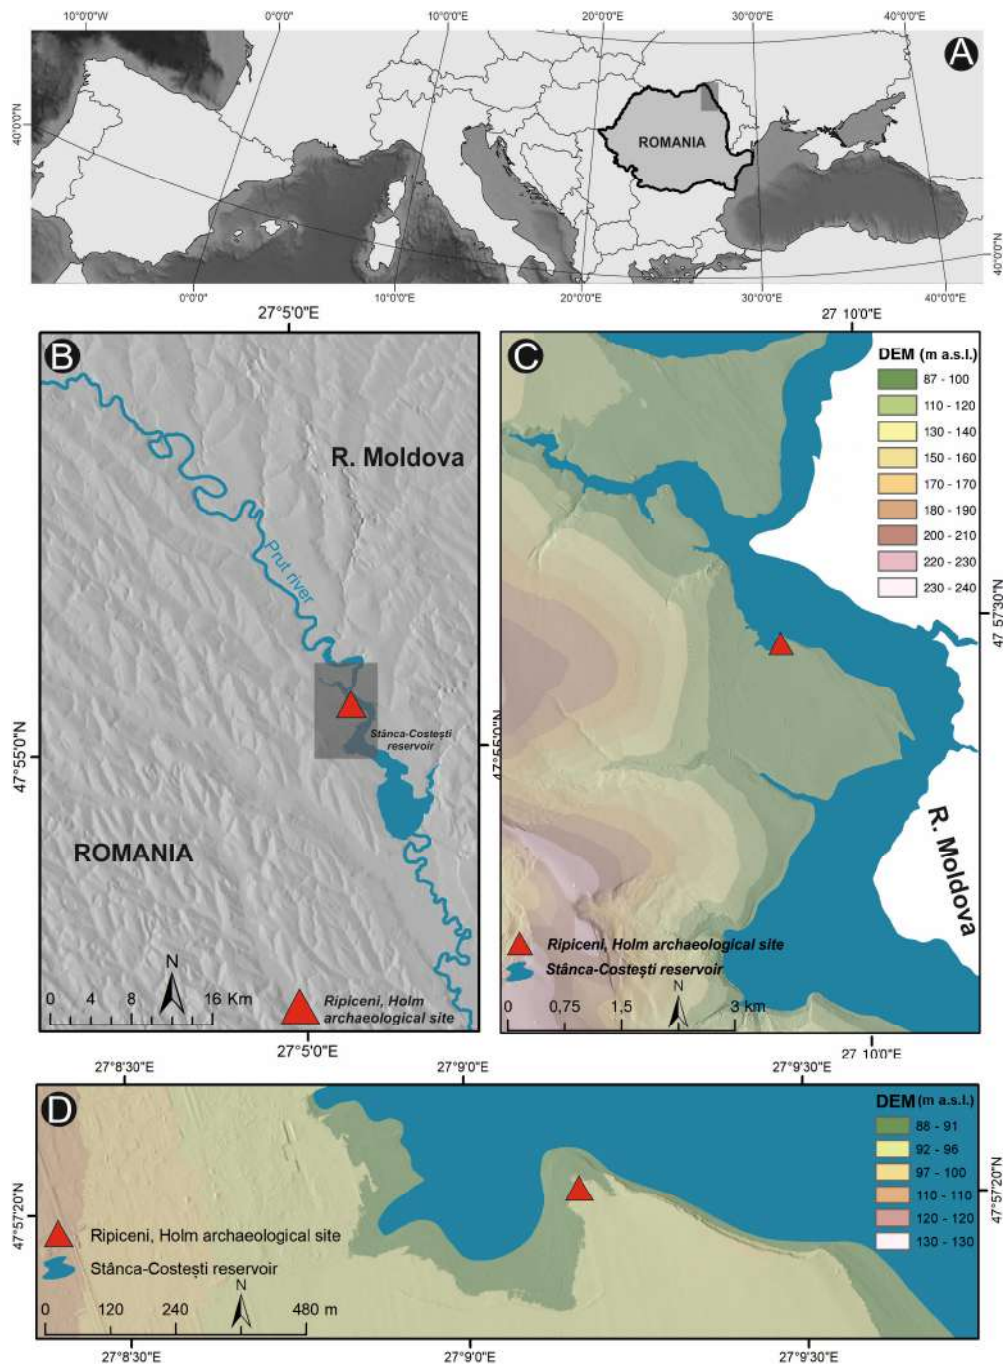 10°0'0"W
0°0'0"
10°0'0"E
20°0'0"E
30°0'0"E
40°0'0"E
A
40°0'0"N
ROMANIA
40°0'0"N
0°0'0"
10°0'0"E
20°0'0"E
30°0'0"E
40°0'0"E
27°5'0"E
B
R. Moldova
Prut river
Stânca-Costești
reservoir
47°55'0"N
ROMANIA
N
0 4 8 16 Km
Ripiceni, Holm
archaeological site
27°5'0"E
27 10'0"E
C
DEM (m a.s.l.)
87 - 100
110 - 120
130 - 140
150 - 160
170 - 170
180 - 190
200 - 210
220 - 230
230 - 240
47 57'30"N
47°55'0"N
R. Moldova
Ripiceni, Holm archaeological site
Stânca-Costești reservoir
N
0 0,75 1,5 3 km
27 10'0"E
27°8'30"E
27°9'0"E
27°9'30"E
D
DEM (m a.s.l.)
88 - 91
92 - 96
97 - 100
110 - 110
120 - 120
130 - 130
47°57'20"N
47°57'20"N
Ripiceni, Holm archaeological site
Stânca-Costești reservoir
N
0 120 240 480 m
27°8'30"E
27°9'0"E
27°9'30"E